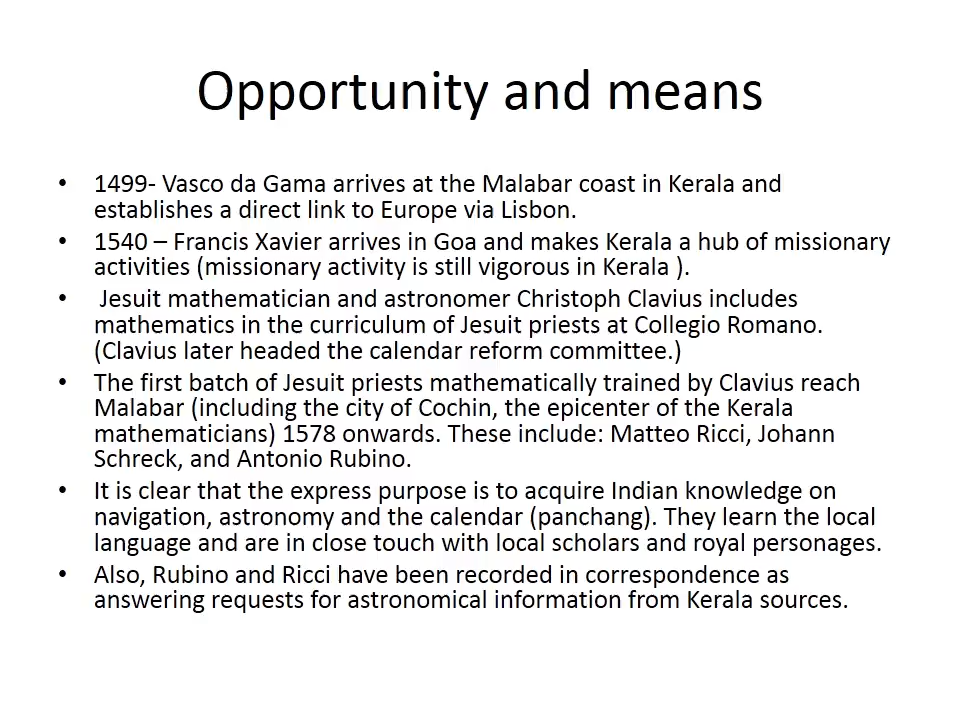 Opportunity and means
• 1499- Vasco da Gama arrives at the Malabar coast in Kerala and
establishes a direct link to Europe via Lisbon.
• 1540 – Francis Xavier arrives in Goa and makes Kerala a hub of missionary
activities (missionary activity is still vigorous in Kerala ).
• Jesuit mathematician and astronomer Christoph Clavius includes
mathematics in the curriculum of Jesuit priests at Collegio Romano.
(Clavius later headed the calendar reform committee.)
• The first batch of Jesuit priests mathematically trained by Clavius reach
Malabar (including the city of Cochin, the epicenter of the Kerala
mathematicians) 1578 onwards. These include: Matteo Ricci, Johann
Schreck, and Antonio Rubino.
• It is clear that the express purpose is to acquire Indian knowledge on
navigation, astronomy and the calendar (panchang). They learn the local
language and are in close touch with local scholars and royal personages.
• Also, Rubino and Ricci have been recorded in correspondence as
answering requests for astronomical information from Kerala sources.